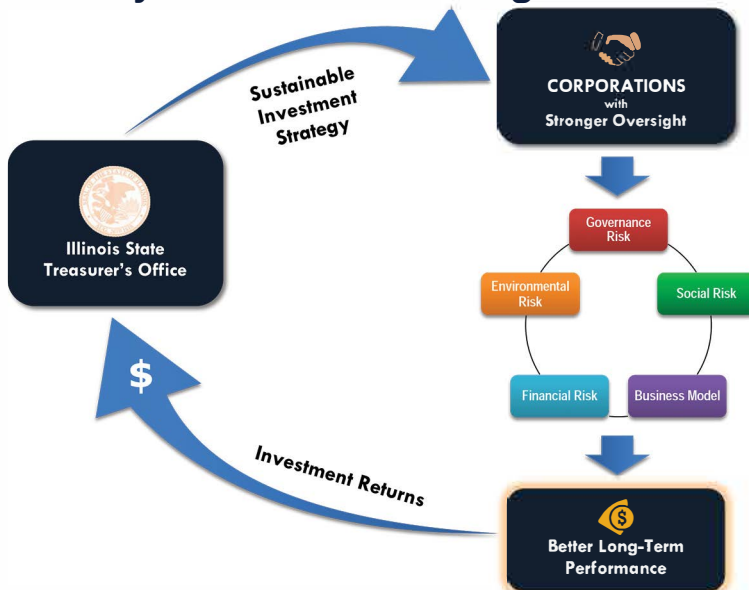 Sustainable
Investment
Strategy
CORPORATIONS
with
Stronger Oversight
Illinois State
Treasurer's Office
Governance
Risk
Environmental
Risk
Social Risk
Financial Risk
Business Model
$
Investment Returns
$
Better Long-Term
Performance